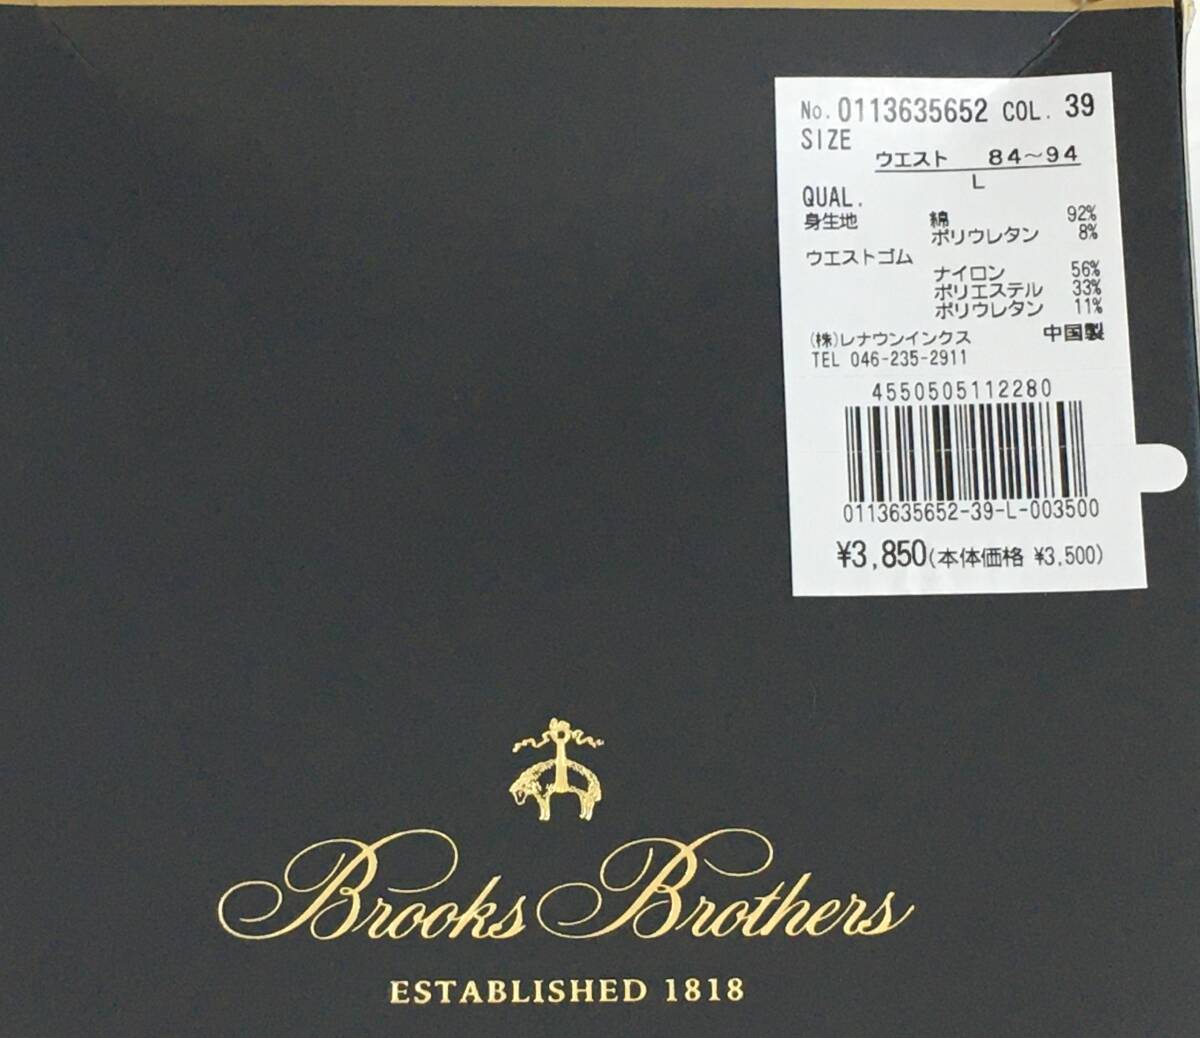 No. 0113635652 COL. 39
SIZE
ウエスト 84～94
L
QUAL.
身生地 綿 92%
ポリウレタン 8%
ウエストゴム
ナイロン 56%
ポリエステル 33%
ポリウレタン 11%
(株)レナウンインクス 中国製
TEL 046-235-2911
4550505112280
0113635652-39-L-003500
¥3,850(本体価格 ¥3,500)
Brooks Brothers
ESTABLISHED 1818